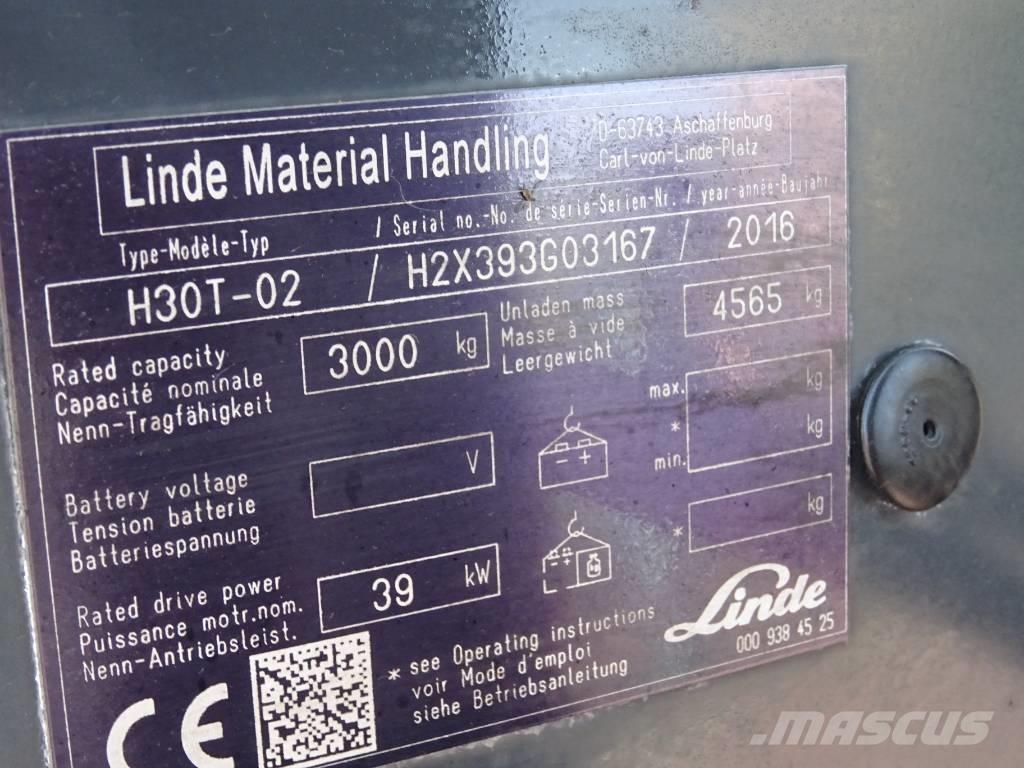 Linde Material Handling
D-63743 Aschaffenburg
Carl-von-Linde-Platz
Type-Modèle-Typ / Serial no.-No. de série-Serien-Nr. / year-année-Baujahr
H30T-02 / H2X393G03167 / 2016
Rated capacity
Capacité nominale
Nenn-Tragfähigkeit
3000 kg
Unladen mass
Masse à vide
Leergewicht
4565 kg
Battery voltage
Tension batterie
Batteriespannung
V
- +
max. kg
*
min. kg
Rated drive power
Puissance motr.nom.
Nenn-Antriebsleist.
39 kW
- +
* kg
CE
* see Operating instructions
voir Mode d'emploi
siehe Betriebsanleitung
Linde
000 938 45 25
MASCUS